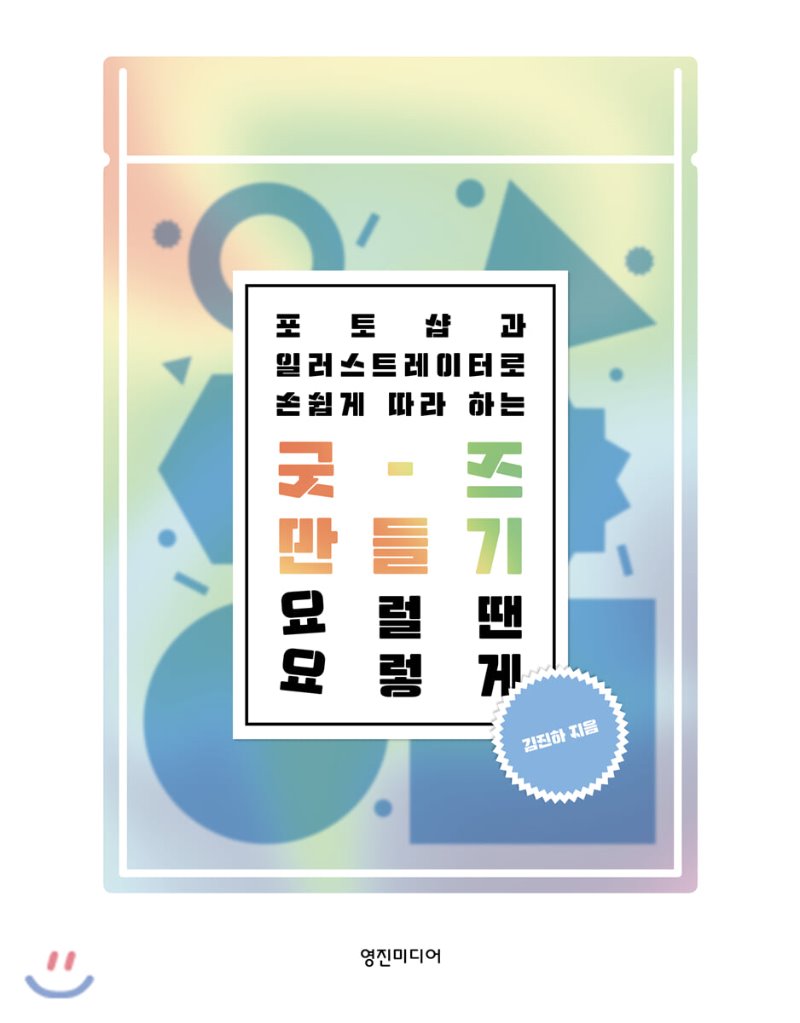 포토샵과
일러스트레이터로
손쉽게 따라 하는
굿-즈
만들기
요럴땐
요렇게
김진하 지음
영진미디어